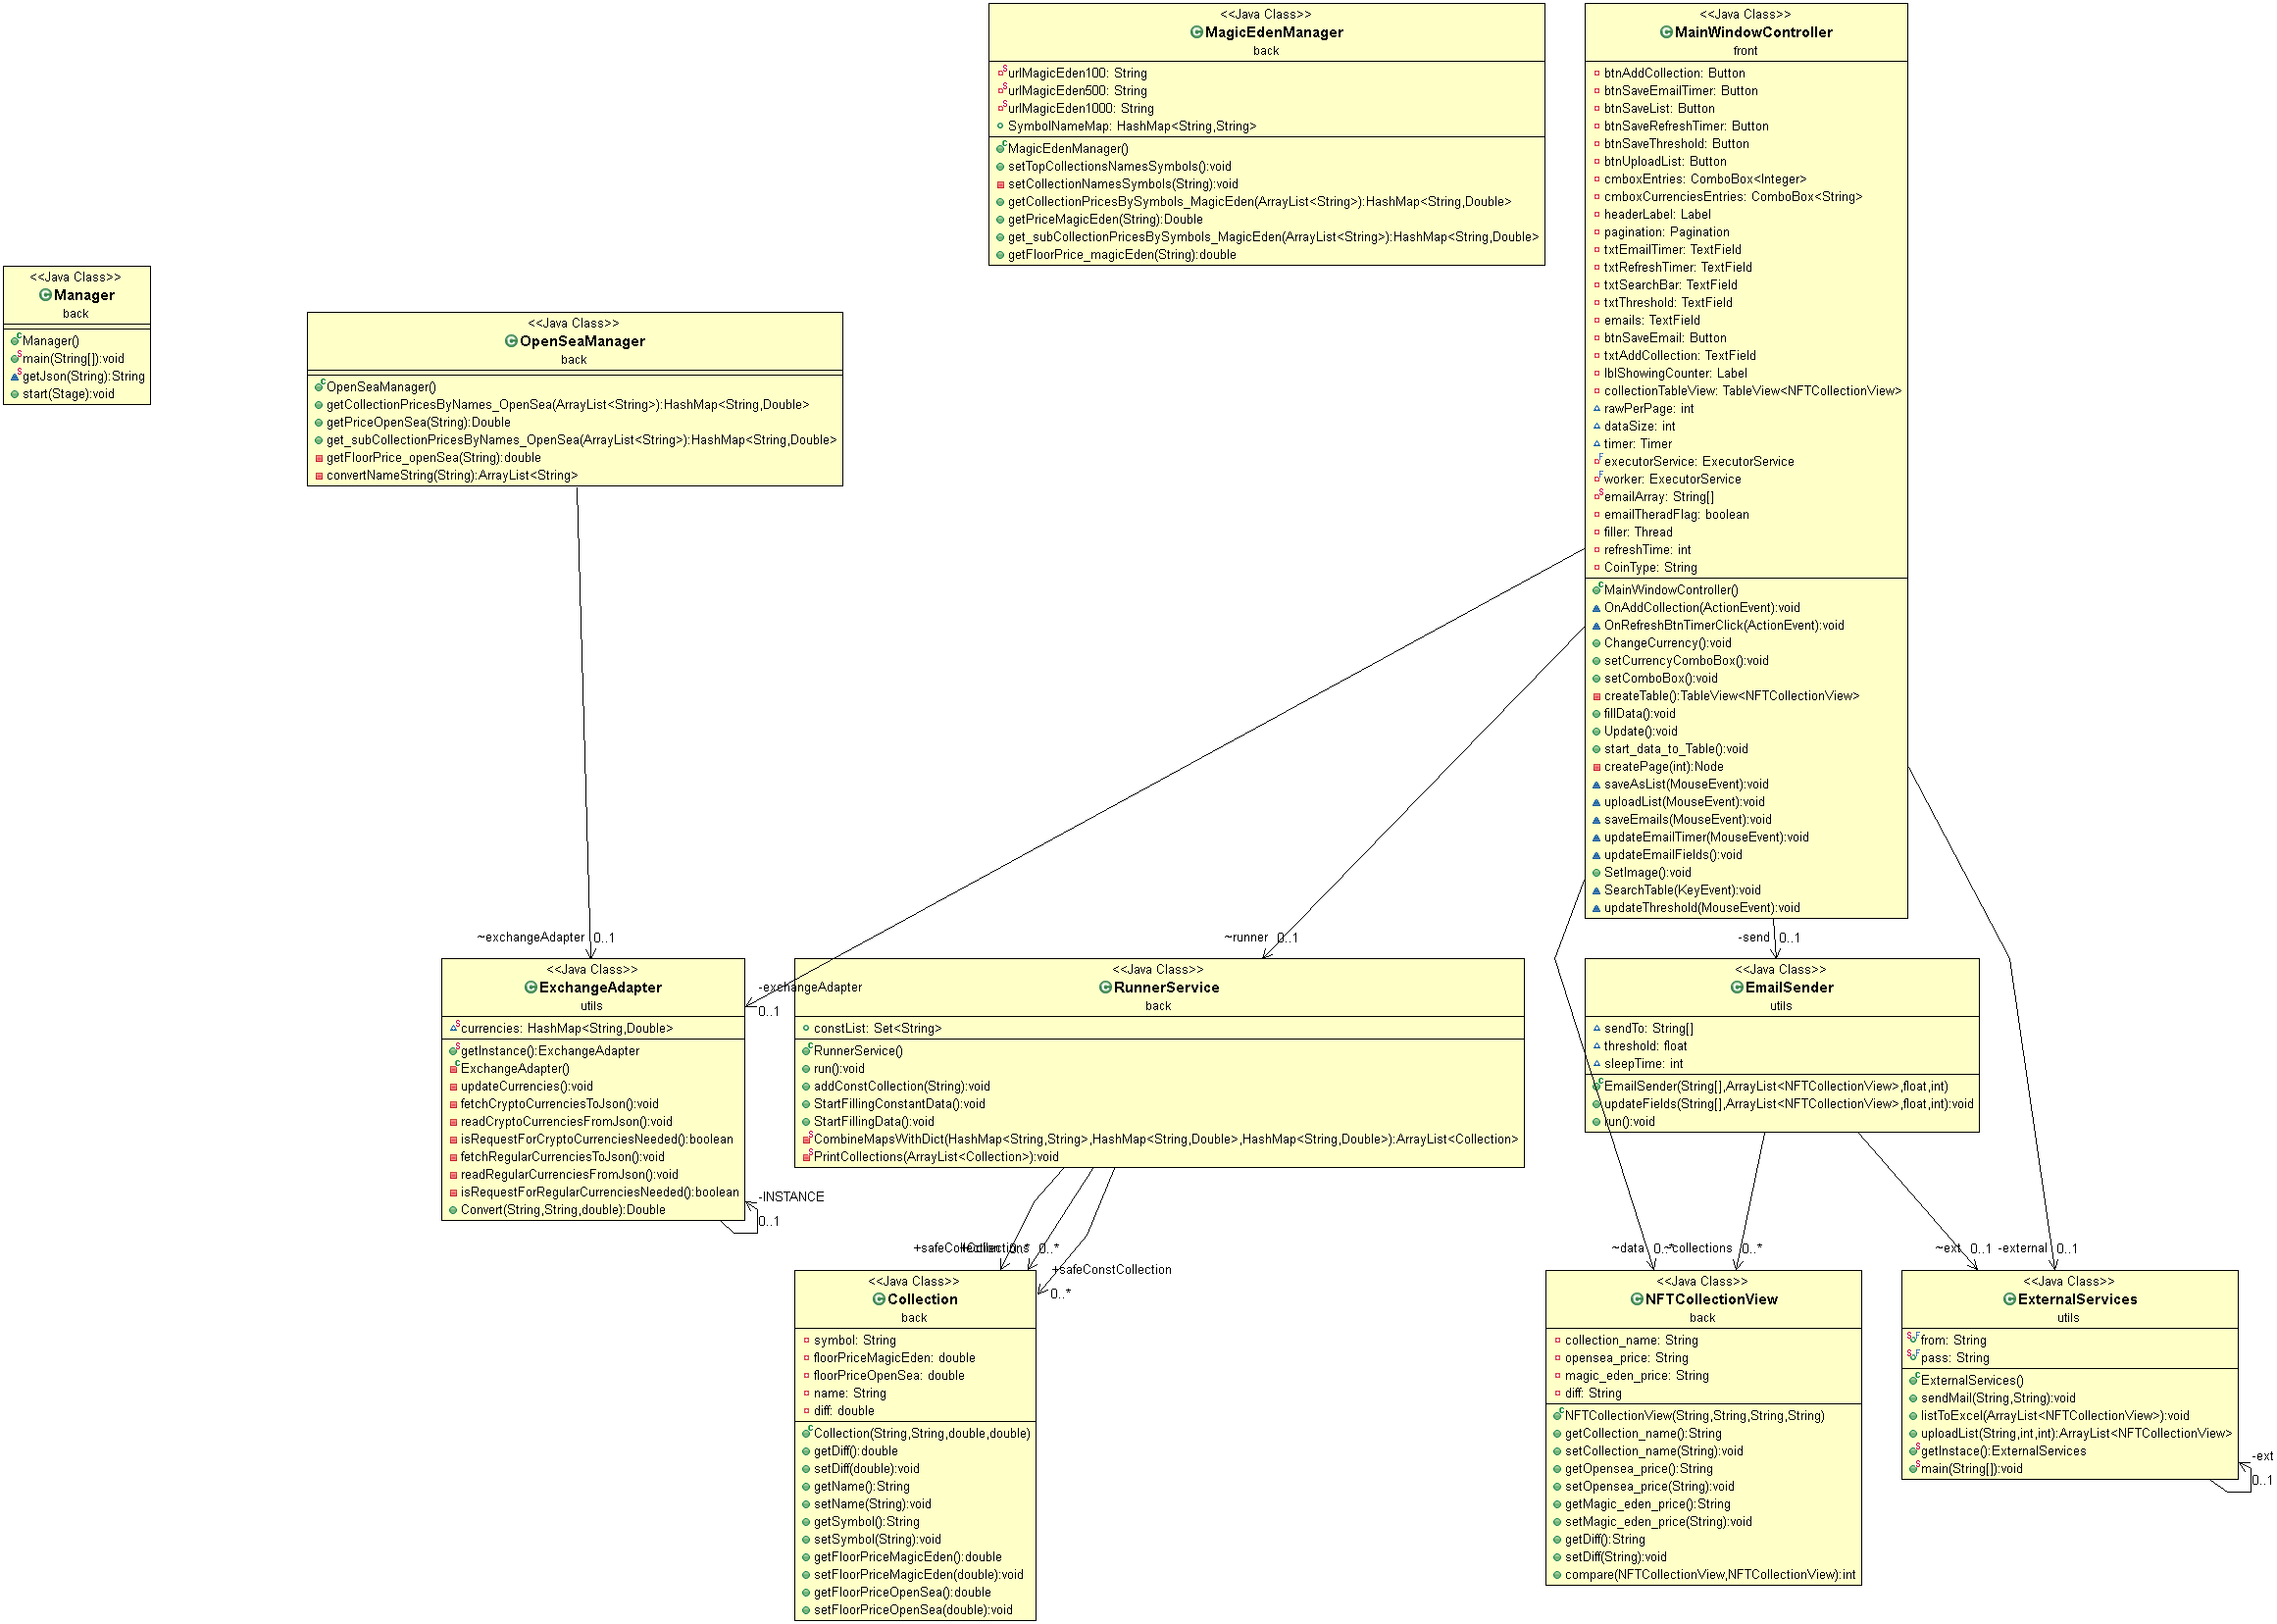 <<Java Class>>
MagicEdenManager
back
urlMagicEden100: String
urlMagicEden500: String
urlMagicEden1000: String
SymbolNameMap: HashMap<String,String>
MagicEdenManager()
setTopCollectionsNamesSymbols():void
setCollectionNamesSymbols(String):void
getCollectionPricesBySymbols_MagicEden(ArrayList<String>):HashMap<String,Double>
getPriceMagicEden(String):Double
get_subCollectionPricesBySymbols_MagicEden(ArrayList<String>):HashMap<String,Double>
getFloorPrice_magicEden(String):double
<<Java Class>>
MainWindowController
front
btnAddCollection: Button
btnSaveEmailTimer: Button
btnSaveList: Button
btnSaveRefreshTimer: Button
btnSaveThreshold: Button
btnUploadList: Button
cmboxEntries: ComboBox<Integer>
cmboxCurrenciesEntries: ComboBox<String>
headerLabel: Label
pagination: Pagination
txtEmailTimer: TextField
txtRefreshTimer: TextField
txtSearchBar: TextField
txtThreshold: TextField
emails: TextField
btnSaveEmail: Button
txtAddCollection: TextField
lblShowingCounter: Label
collectionTableView: TableView<NFTCollectionView>
rawPerPage: int
dataSize: int
timer: Timer
executorService: ExecutorService
worker: ExecutorService
emailArray: String[]
emailTheradFlag: boolean
filler: Thread
refreshTime: int
CoinType: String
MainWindowController()
OnAddCollection(ActionEvent):void
OnRefreshBtnTimerClick(ActionEvent):void
ChangeCurrency():void
setCurrencyComboBox():void
setComboBox():void
createTable():TableView<NFTCollectionView>
fillData():void
Update():void
start_data_to_Table():void
createPage(int):Node
saveAsList(MouseEvent):void
uploadList(MouseEvent):void
saveEmails(MouseEvent):void
updateEmailTimer(MouseEvent):void
updateEmailFields():void
SetImage():void
SearchTable(KeyEvent):void
updateThreshold(MouseEvent):void
<<Java Class>>
Manager
back
Manager()
main(String[]):void
getJson(String):String
start(Stage):void
<<Java Class>>
OpenSeaManager
back
OpenSeaManager()
getCollectionPricesByNames_OpenSea(ArrayList<String>):HashMap<String,Double>
getPriceOpenSea(String):Double
get_subCollectionPricesByNames_OpenSea(ArrayList<String>):HashMap<String,Double>
getFloorPrice_openSea(String):double
convertNameString(String):ArrayList<String>
~exchangeAdapter 0..1
~runner 0..1
-send 0..1
<<Java Class>>
ExchangeAdapter
utils
currencies: HashMap<String,Double>
getInstance():ExchangeAdapter
ExchangeAdapter()
updateCurrencies():void
fetchCryptoCurrenciesToJson():void
readCryptoCurrenciesFromJson():void
isRequestForCryptoCurrenciesNeeded():boolean
fetchRegularCurrenciesToJson():void
readRegularCurrenciesFromJson():void
isRequestForRegularCurrenciesNeeded():boolean
Convert(String,String,double):Double
-exchangeAdapter
0..1
-INSTANCE
0..1
<<Java Class>>
RunnerService
back
constList: Set<String>
RunnerService()
run():void
addConstCollection(String):void
StartFillingConstantData():void
StartFillingData():void
CombineMapsWithDict(HashMap<String,String>,HashMap<String,Double>,HashMap<String,Double>):ArrayList<Collection>
PrintCollections(ArrayList<Collection>):void
<<Java Class>>
EmailSender
utils
sendTo: String[]
threshold: float
sleepTime: int
EmailSender(String[],ArrayList<NFTCollectionView>,float,int)
updateFields(String[],ArrayList<NFTCollectionView>,float,int):void
run():void
0..* 0..*
+safeConstCollection
0..*
~data 0..*
~collections 0..*
~ext 0..1
-external 0..1
<<Java Class>>
Collection
back
symbol: String
floorPriceMagicEden: double
floorPriceOpenSea: double
name: String
diff: double
Collection(String,String,double,double)
getDiff():double
setDiff(double):void
getName():String
setName(String):void
getSymbol():String
setSymbol(String):void
getFloorPriceMagicEden():double
setFloorPriceMagicEden(double):void
getFloorPriceOpenSea():double
setFloorPriceOpenSea(double):void
<<Java Class>>
NFTCollectionView
back
collection_name: String
opensea_price: String
magic_eden_price: String
diff: String
NFTCollectionView(String,String,String,String)
getCollection_name():String
setCollection_name(String):void
getOpensea_price():String
setOpensea_price(String):void
getMagic_eden_price():String
setMagic_eden_price(String):void
getDiff():String
setDiff(String):void
compare(NFTCollectionView,NFTCollectionView):int
<<Java Class>>
ExternalServices
utils
from: String
pass: String
ExternalServices()
sendMail(String,String):void
listToExcel(ArrayList<NFTCollectionView>):void
uploadList(String,int,int):ArrayList<NFTCollectionView>
getInstace():ExternalServices
main(String[]):void
-ext
0..1